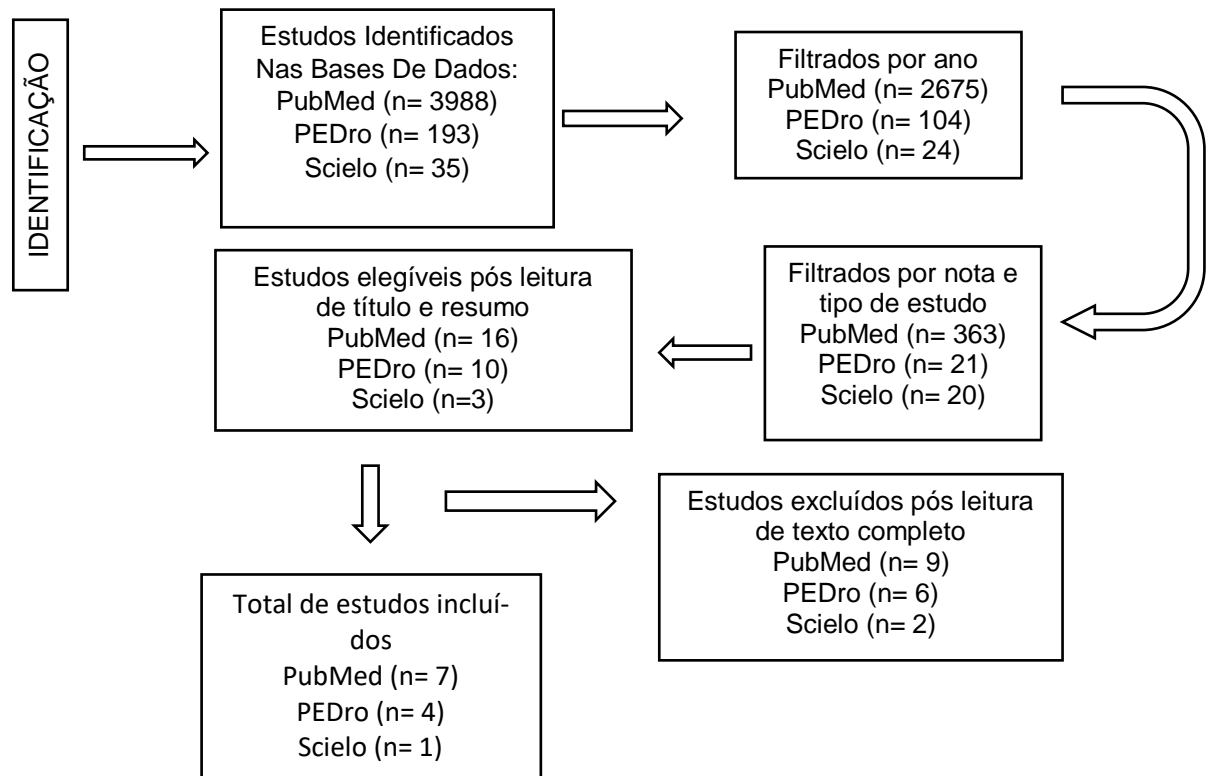 IDENTIFICAÇÃO
Estudos Identificados
Nas Bases De Dados:
PubMed (n= 3988)
PEDro (n= 193)
Scielo (n= 35)
Filtrados por ano
PubMed (n= 2675)
PEDro (n= 104)
Scielo (n= 24)
Filtrados por nota e
tipo de estudo
PubMed (n= 363)
PEDro (n= 21)
Scielo (n= 20)
Estudos elegíveis pós leitura
de título e resumo
PubMed (n= 16)
PEDro (n= 10)
Scielo (n=3)
Estudos excluídos pós leitura
de texto completo
PubMed (n= 9)
PEDro (n= 6)
Scielo (n= 2)
Total de estudos incluí-
dos
PubMed (n= 7)
PEDro (n= 4)
Scielo (n= 1)